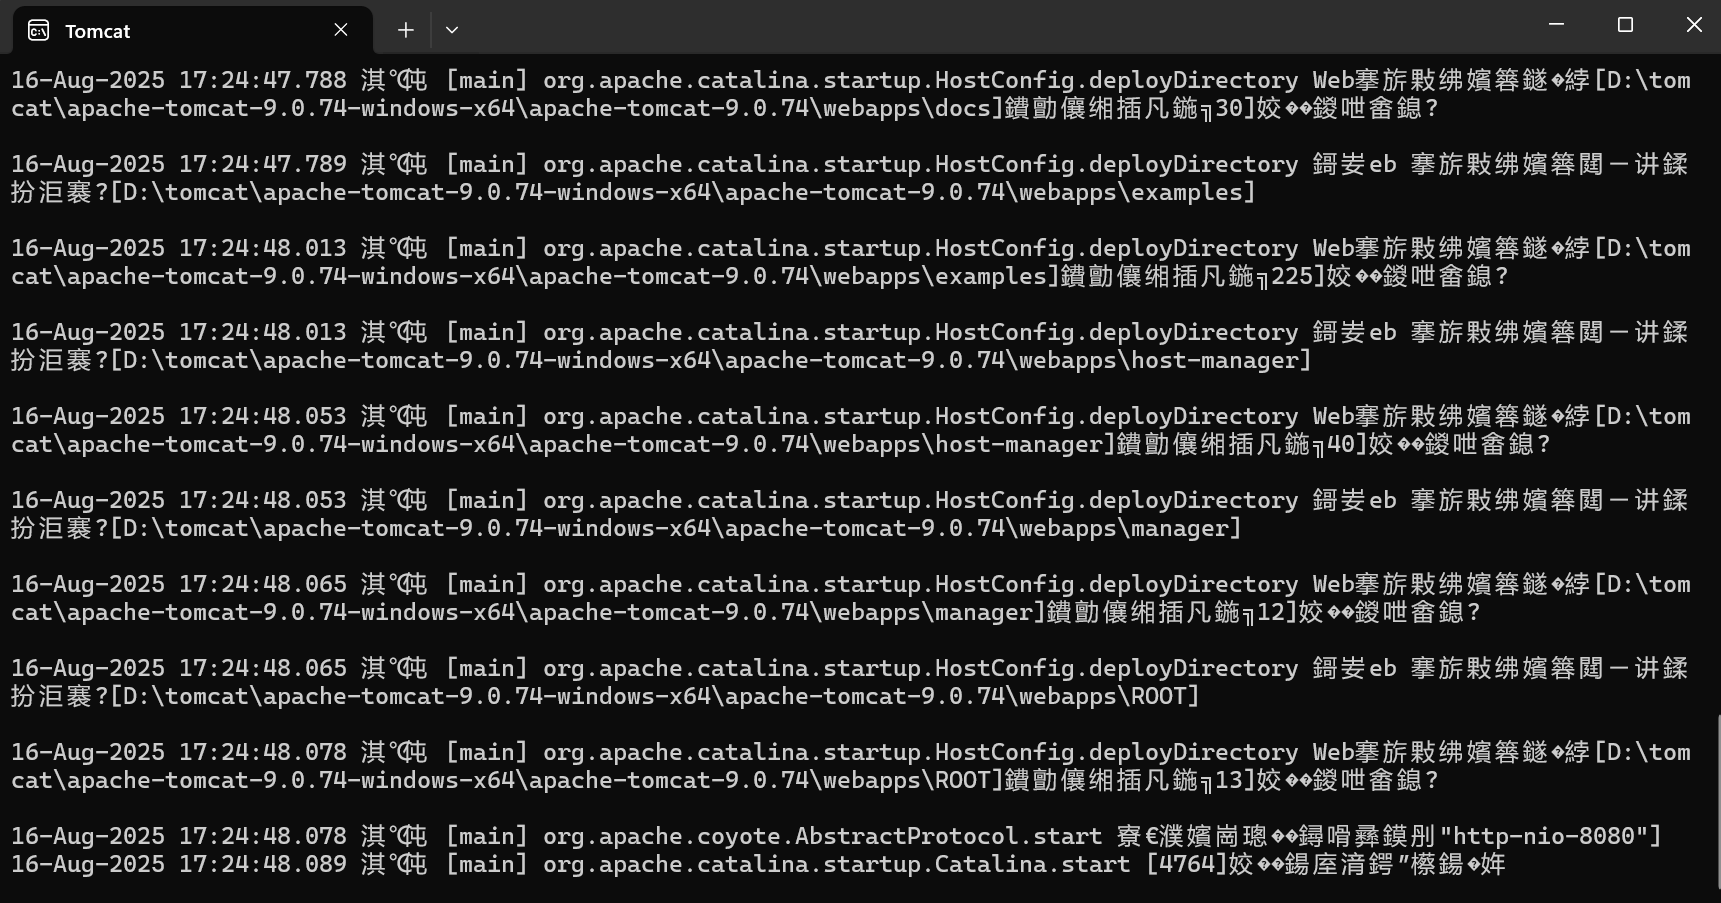 Tomcat
16-Aug-2025 17:24:47.788 淇℃伅 [main] org.apache.catalina.startup.HostConfig.deployDirectory Web搴旂敤绋嬪簭鐩�綍[D:\tom
cat\apache-tomcat-9.0.74-windows-x64\apache-tomcat-9.0.74\webapps\docs]鐨勯儴缃插凡鍦╗30]姣��鍐呭畬鎴?
16-Aug-2025 17:24:47.789 淇℃伅 [main] org.apache.catalina.startup.HostConfig.deployDirectory 鎶妛eb 搴旂敤绋嬪簭閮ㄧ讲鍒
扮洰褰?[D:\tomcat\apache-tomcat-9.0.74-windows-x64\apache-tomcat-9.0.74\webapps\examples]
16-Aug-2025 17:24:48.013 淇℃伅 [main] org.apache.catalina.startup.HostConfig.deployDirectory Web搴旂敤绋嬪簭鐩�綍[D:\tom
cat\apache-tomcat-9.0.74-windows-x64\apache-tomcat-9.0.74\webapps\examples]鐨勯儴缃插凡鍦╗225]姣��鍐呭畬鎴?
16-Aug-2025 17:24:48.013 淇℃伅 [main] org.apache.catalina.startup.HostConfig.deployDirectory 鎶妛eb 搴旂敤绋嬪簭閮ㄧ讲鍒
扮洰褰?[D:\tomcat\apache-tomcat-9.0.74-windows-x64\apache-tomcat-9.0.74\webapps\host-manager]
16-Aug-2025 17:24:48.053 淇℃伅 [main] org.apache.catalina.startup.HostConfig.deployDirectory Web搴旂敤绋嬪簭鐩�綍[D:\tom
cat\apache-tomcat-9.0.74-windows-x64\apache-tomcat-9.0.74\webapps\host-manager]鐨勯儴缃插凡鍦╗40]姣��鍐呭畬鎴?
16-Aug-2025 17:24:48.053 淇℃伅 [main] org.apache.catalina.startup.HostConfig.deployDirectory 鎶妛eb 搴旂敤绋嬪簭閮ㄧ讲鍒
扮洰褰?[D:\tomcat\apache-tomcat-9.0.74-windows-x64\apache-tomcat-9.0.74\webapps\manager]
16-Aug-2025 17:24:48.065 淇℃伅 [main] org.apache.catalina.startup.HostConfig.deployDirectory Web搴旂敤绋嬪簭鐩�綍[D:\tom
cat\apache-tomcat-9.0.74-windows-x64\apache-tomcat-9.0.74\webapps\manager]鐨勯儴缃插凡鍦╗12]姣��鍐呭畬鎴?
16-Aug-2025 17:24:48.065 淇℃伅 [main] org.apache.catalina.startup.HostConfig.deployDirectory 鎶妛eb 搴旂敤绋嬪簭閮ㄧ讲鍒
扮洰褰?[D:\tomcat\apache-tomcat-9.0.74-windows-x64\apache-tomcat-9.0.74\webapps\ROOT]
16-Aug-2025 17:24:48.078 淇℃伅 [main] org.apache.catalina.startup.HostConfig.deployDirectory Web搴旂敤绋嬪簭鐩�綍[D:\tom
cat\apache-tomcat-9.0.74-windows-x64\apache-tomcat-9.0.74\webapps\ROOT]鐨勯儴缃插凡鍦╗13]姣��鍐呭畬鎴?
16-Aug-2025 17:24:48.078 淇℃伅 [main] org.apache.coyote.AbstractProtocol.start 寮€濮嬪崗璁��鐞嗗彞鏌刐"http-nio-8080"]
16-Aug-2025 17:24:48.089 淇℃伅 [main] org.apache.catalina.startup.Catalina.start [4764]姣��鍚庢湇鍔″櫒鍚�姩